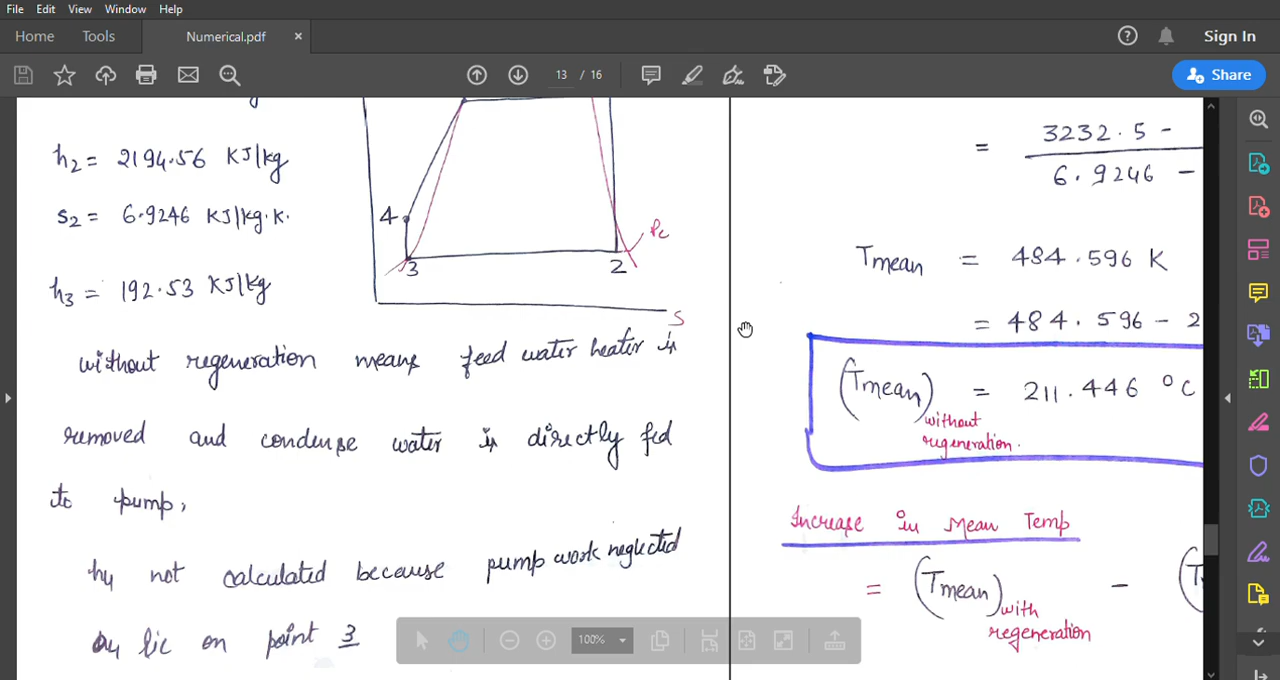 File Edit View Window Help
Home Tools Numerical.pdf × Sign In
13 / 16 Share
h2 = 2194.56 KJ/kg
s2 = 6.9246 KJ/kg.K.
h3 = 192.53 KJ/kg
4
3
2
Pc
S
without regeneration means feed water heater is
removed and condense water is directly fed
to pump,
h4 not calculated because pump work neglected
lie on point 3
= 3232.5 -
6.9246 -
Tmean = 484.596 K
= 484.596 - 2
(Tmean) without regeneration. = 211.446 °C
Increase in Mean Temp
= (Tmean) with regeneration - (T
100%